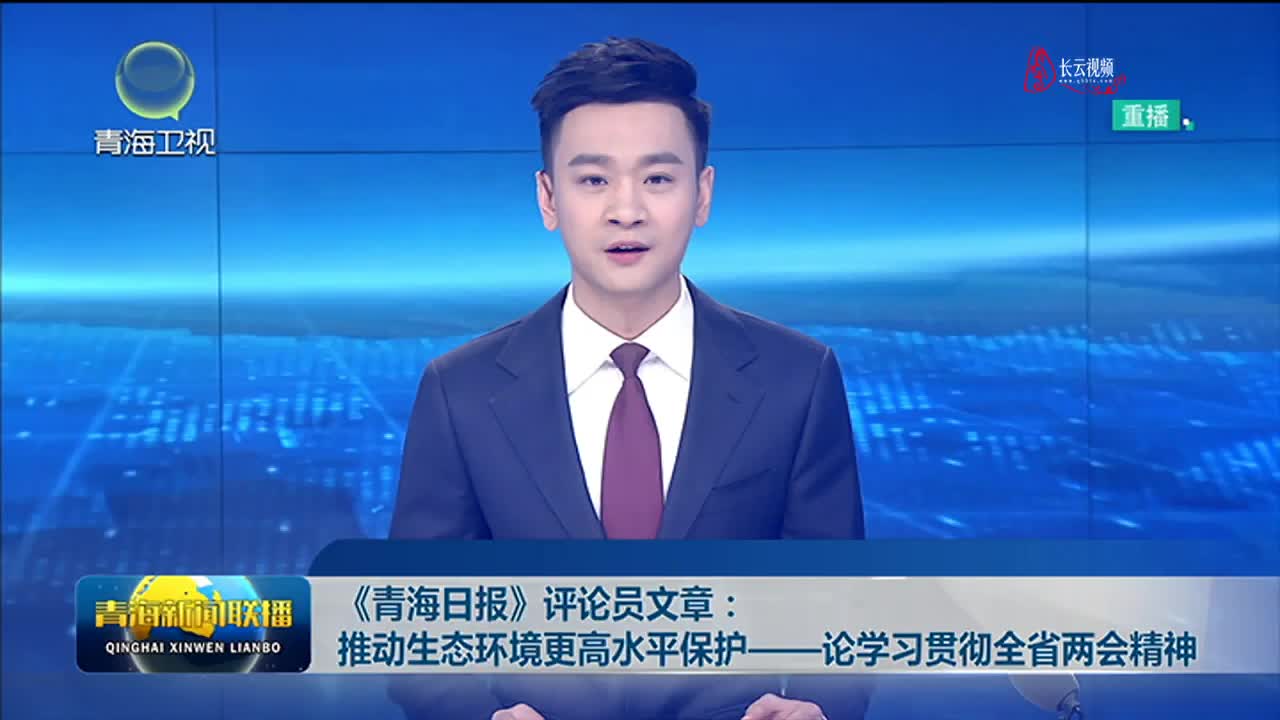 青海卫视
长云视频
重播
青海新闻联播
QINGHAI XINWEN LIANBO
《青海日报》评论员文章：
推动生态环境更高水平保护——论学习贯彻全省两会精神